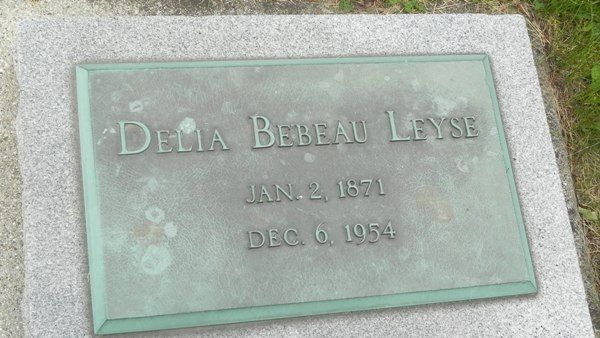 DELIA BEBEAU LEYSE
JAN. 2, 1871
DEC. 6, 1954